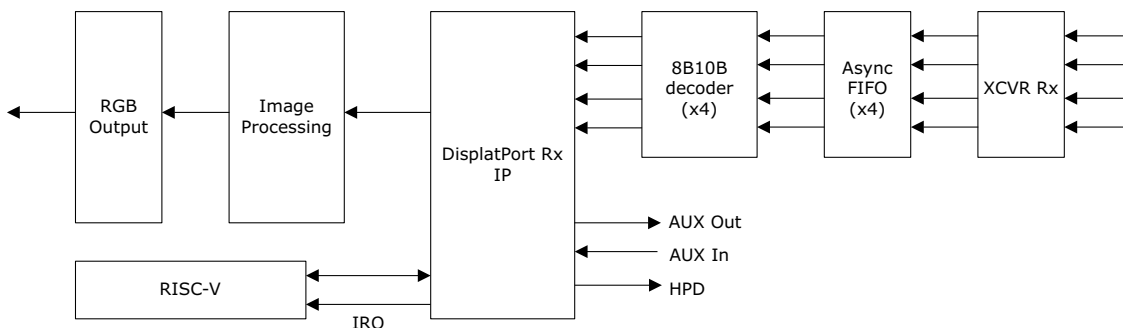 RGB
Output
Image
Processing
DisplatPort Rx
IP
8B10B
decoder
(x4)
Async
FIFO
(x4)
XCVR Rx
AUX Out
AUX In
HPD
RISC-V
IRQ